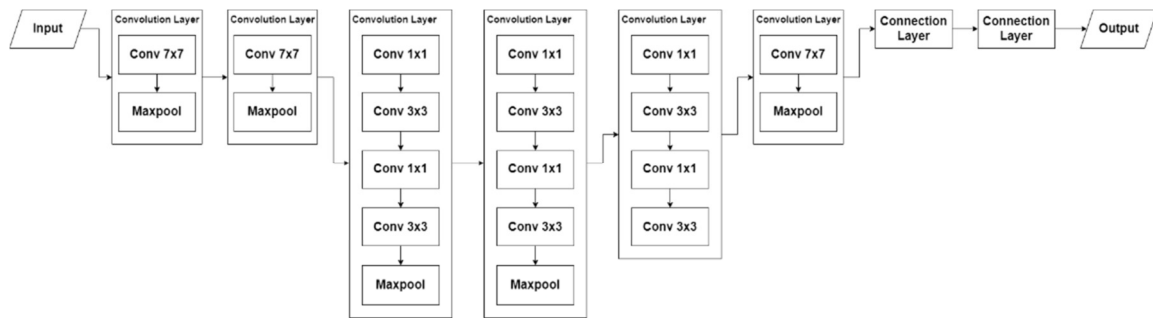 Input
Convolution Layer
Conv 7x7
Maxpool
Convolution Layer
Conv 7x7
Maxpool
Convolution Layer
Conv 1x1
Conv 3x3
Conv 1x1
Conv 3x3
Maxpool
Convolution Layer
Conv 1x1
Conv 3x3
Conv 1x1
Conv 3x3
Maxpool
Convolution Layer
Conv 1x1
Conv 3x3
Conv 1x1
Conv 3x3
Convolution Layer
Conv 7x7
Maxpool
Connection
Layer
Connection
Layer
Output